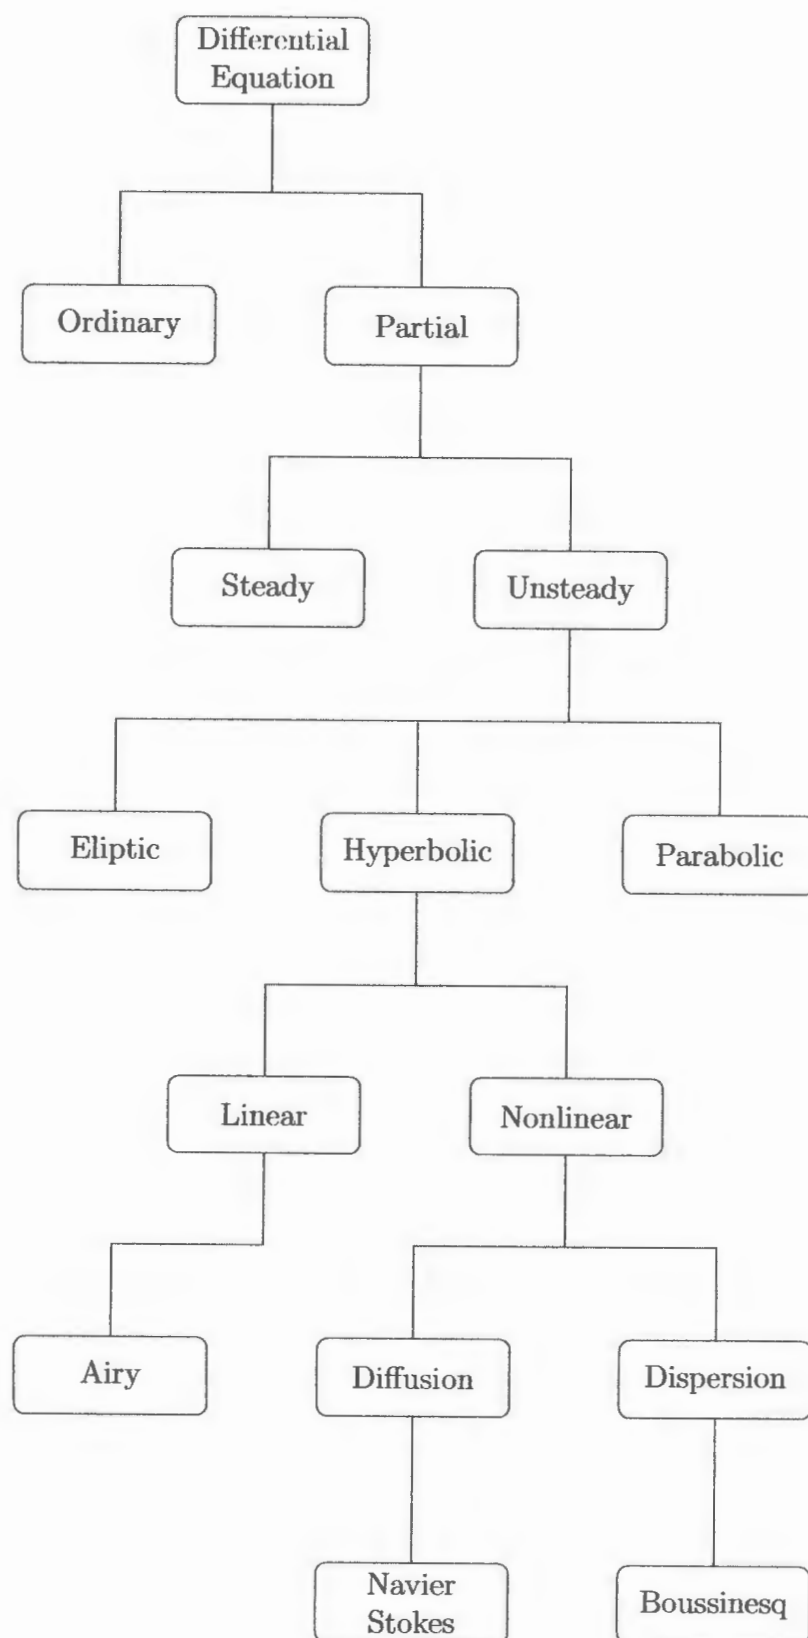 Differential
Equation
Ordinary
Partial
Steady
Unsteady
Eliptic
Hyperbolic
Parabolic
Linear
Nonlinear
Airy
Diffusion
Dispersion
Navier
Stokes
Boussinesq